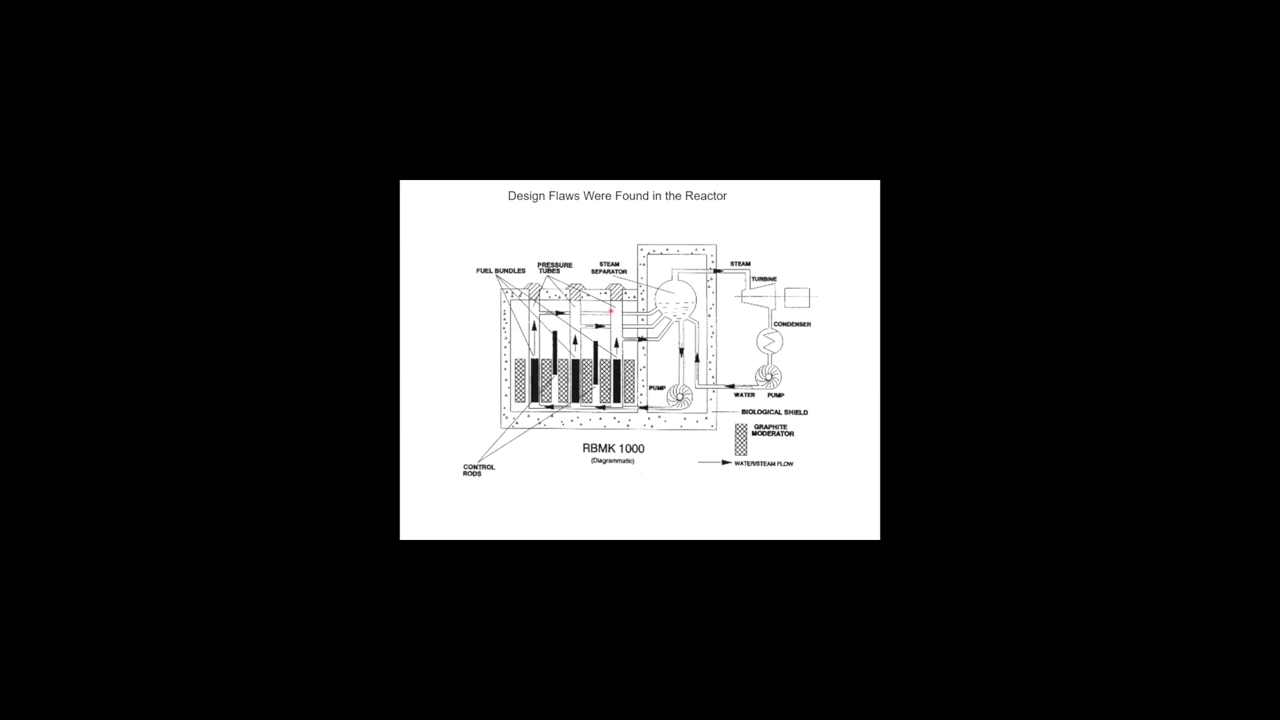 Design Flaws Were Found in the Reactor
FUEL BUNDLES
PRESSURE
TUBES
STEAM
SEPARATOR
STEAM
TURBINE
CONDENSER
PUMP
WATER
PUMP
BIOLOGICAL SHIELD
GRAPHITE
MODERATOR
RBMK 1000
(Diagrammatic)
WATER/STEAM FLOW
CONTROL
RODS